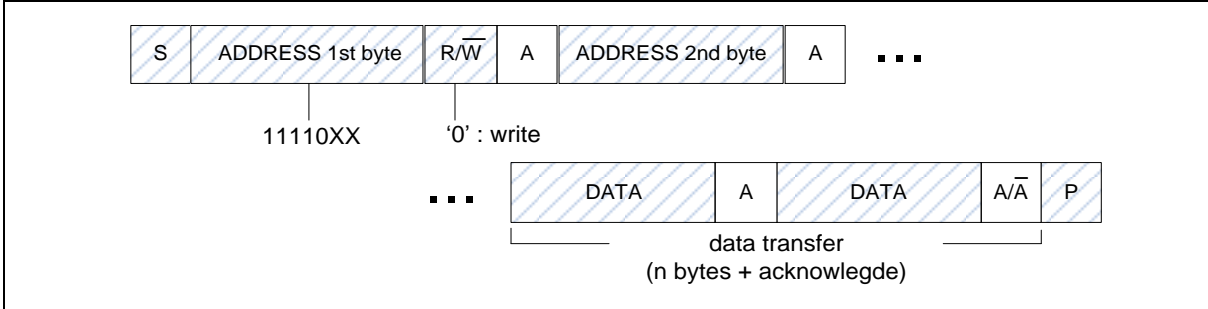 S ADDRESS 1st byte R/W̅ A ADDRESS 2nd byte A ...
11110XX '0' : write
... DATA A DATA A/A̅ P
data transfer
(n bytes + acknowlegde)